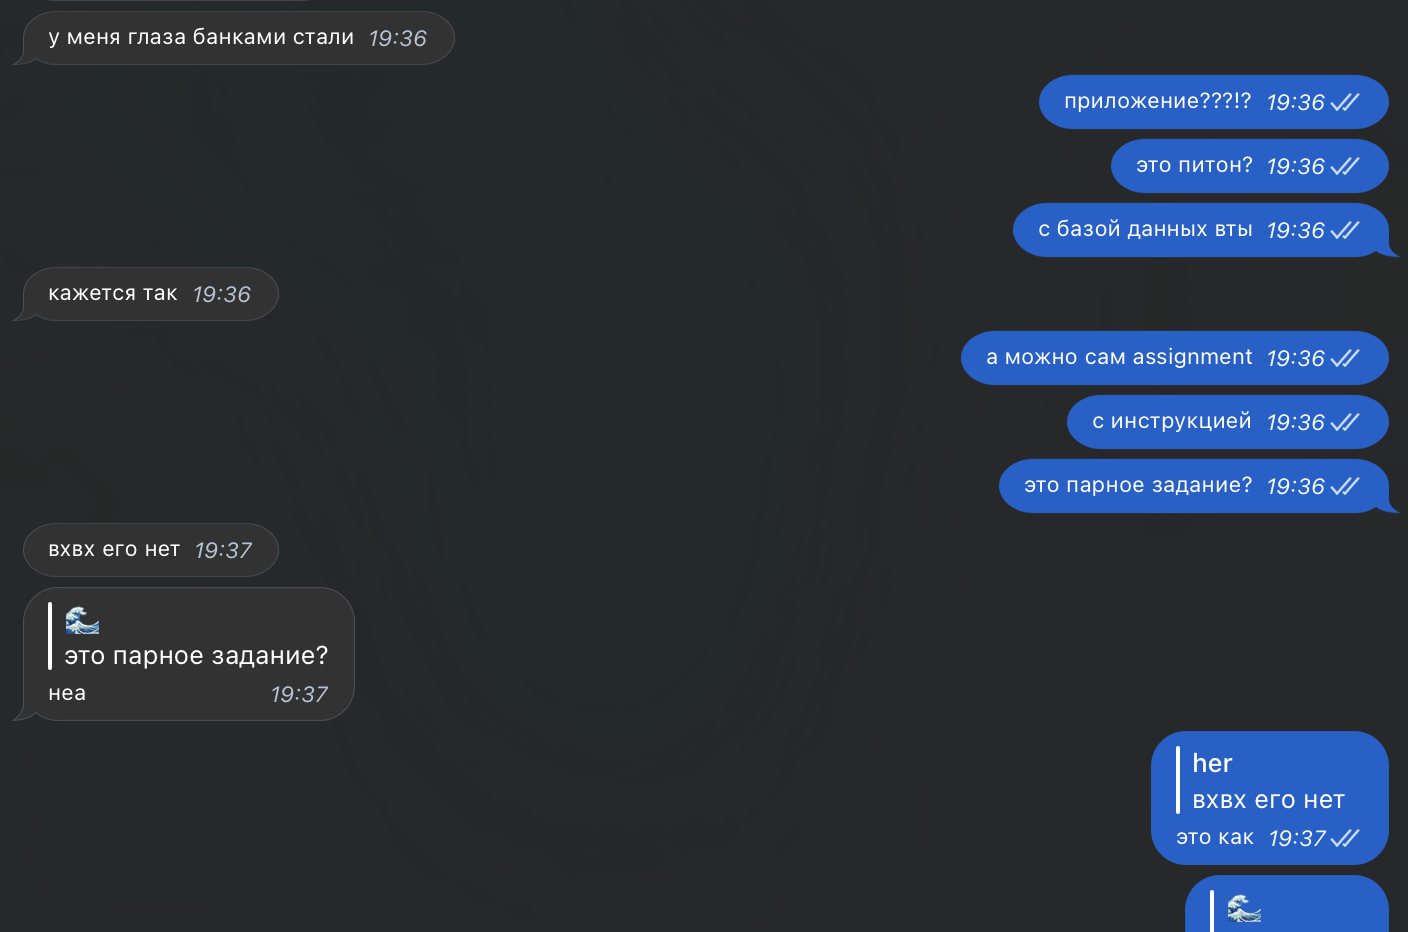 у меня глаза банками стали 19:36
приложение???!? 19:36
это питон? 19:36
с базой данных вты 19:36
кажется так 19:36
а можно сам assignment 19:36
с инструкцией 19:36
это парное задание? 19:36
вхвх его нет 19:37
🌊
это парное задание?
неа 19:37
her
вхвх его нет
это как 19:37
🌊